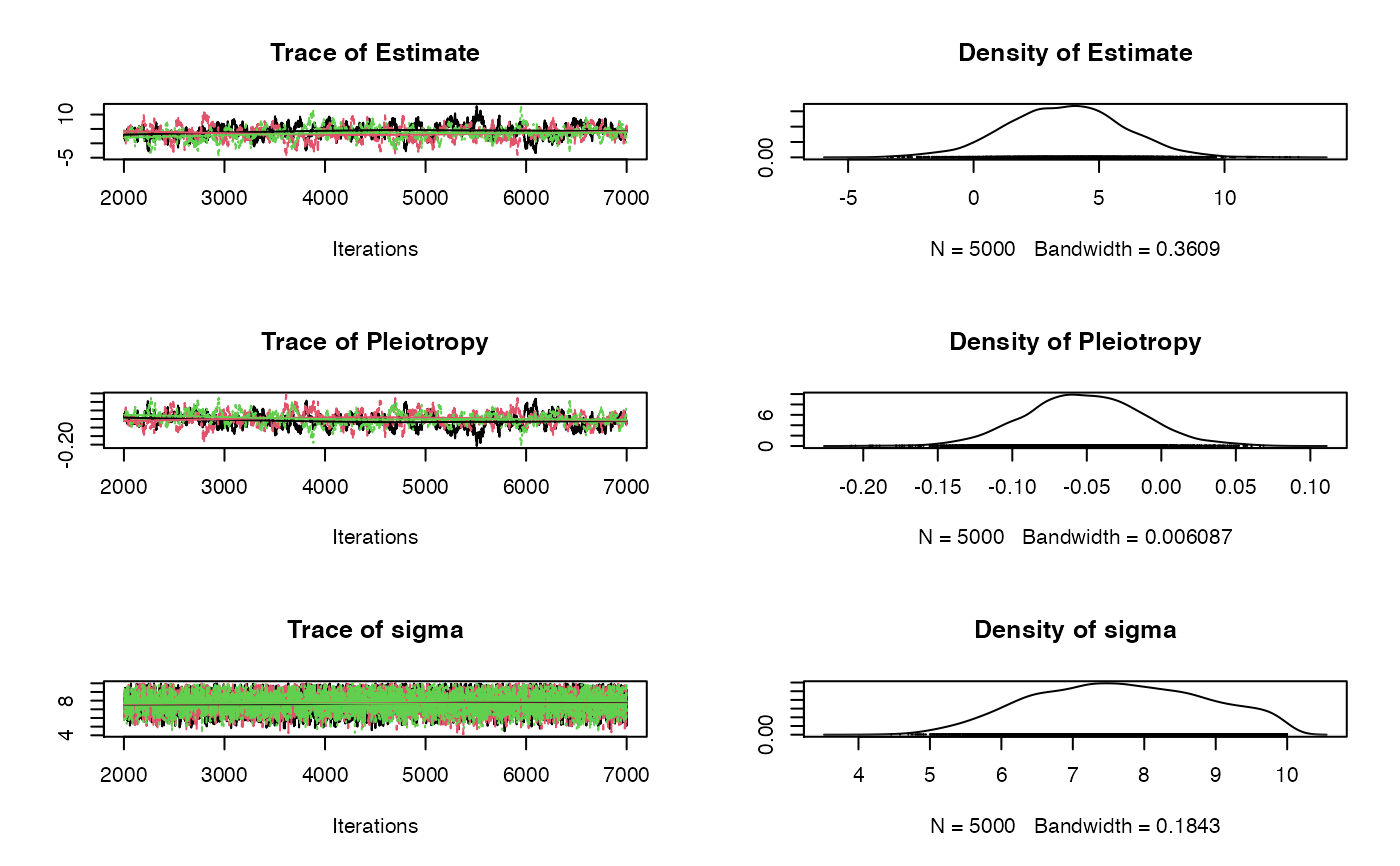 Trace of Estimate
10
-5
2000 3000 4000 5000 6000 7000
Iterations
Density of Estimate
0.00
-5 0 5 10
N = 5000 Bandwidth = 0.3609
Trace of Pleiotropy
-0.20
2000 3000 4000 5000 6000 7000
Iterations
Density of Pleiotropy
6
0
-0.20 -0.15 -0.10 -0.05 0.00 0.05 0.10
N = 5000 Bandwidth = 0.006087
Trace of sigma
8
4
2000 3000 4000 5000 6000 7000
Iterations
Density of sigma
0.00
4 5 6 7 8 9 10
N = 5000 Bandwidth = 0.1843